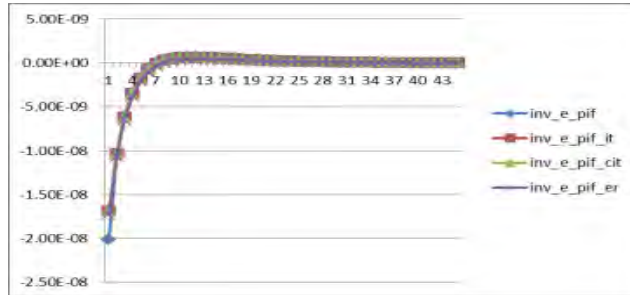 5.00E-09
0.00E+00
1 4 7 10 13 16 19 22 25 28 31 34 37 40 43
-5.00E-09
-1.00E-08
-1.50E-08
-2.00E-08
-2.50E-08
inv_e_pif
inv_e_pif_it
inv_e_pif_cit
inv_e_pif_er